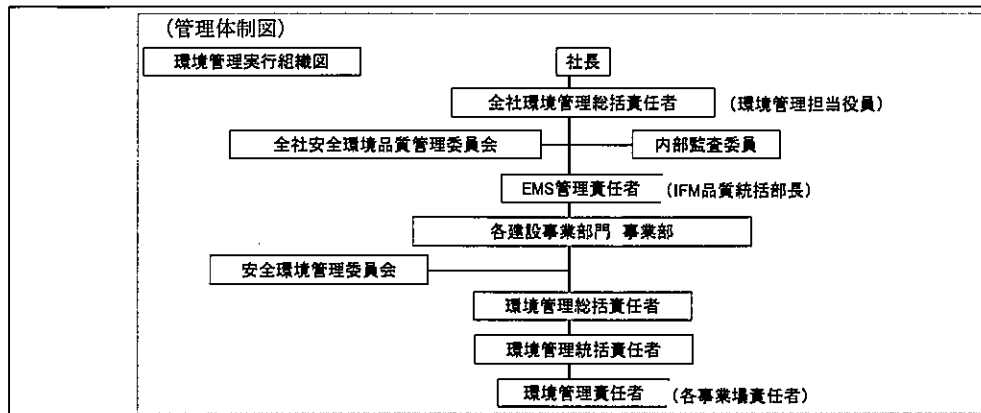 (管理体制図)
環境管理実行組織図
社長
全社環境管理総括責任者 (環境管理担当役員)
全社安全環境品質管理委員会 内部監査委員
EMS管理責任者 (IFM品質統括部長)
各建設事業部門 事業部
安全環境管理委員会
環境管理総括責任者
環境管理統括責任者
環境管理責任者 (各事業場責任者)